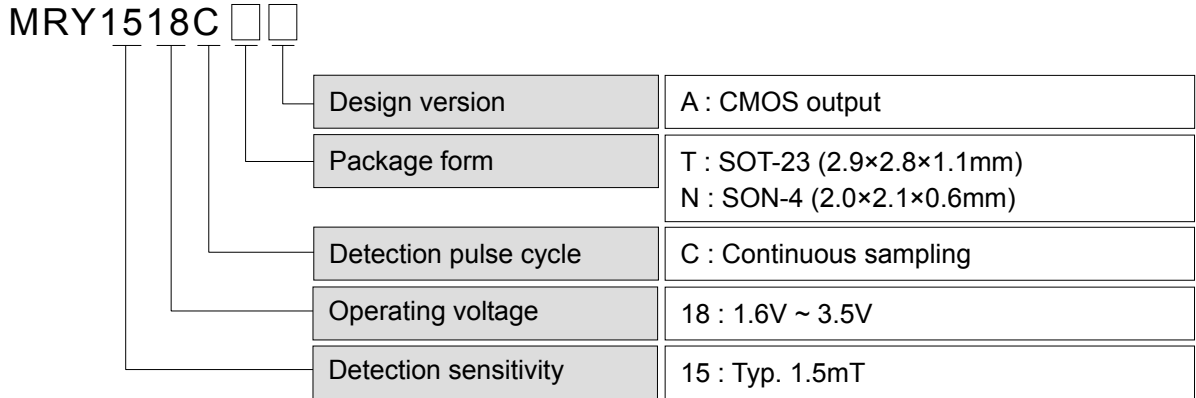 MRY1518C
Design version
A : CMOS output
Package form
T : SOT-23 (2.9×2.8×1.1mm)
N : SON-4 (2.0×2.1×0.6mm)
Detection pulse cycle
C : Continuous sampling
Operating voltage
18 : 1.6V ~ 3.5V
Detection sensitivity
15 : Typ. 1.5mT